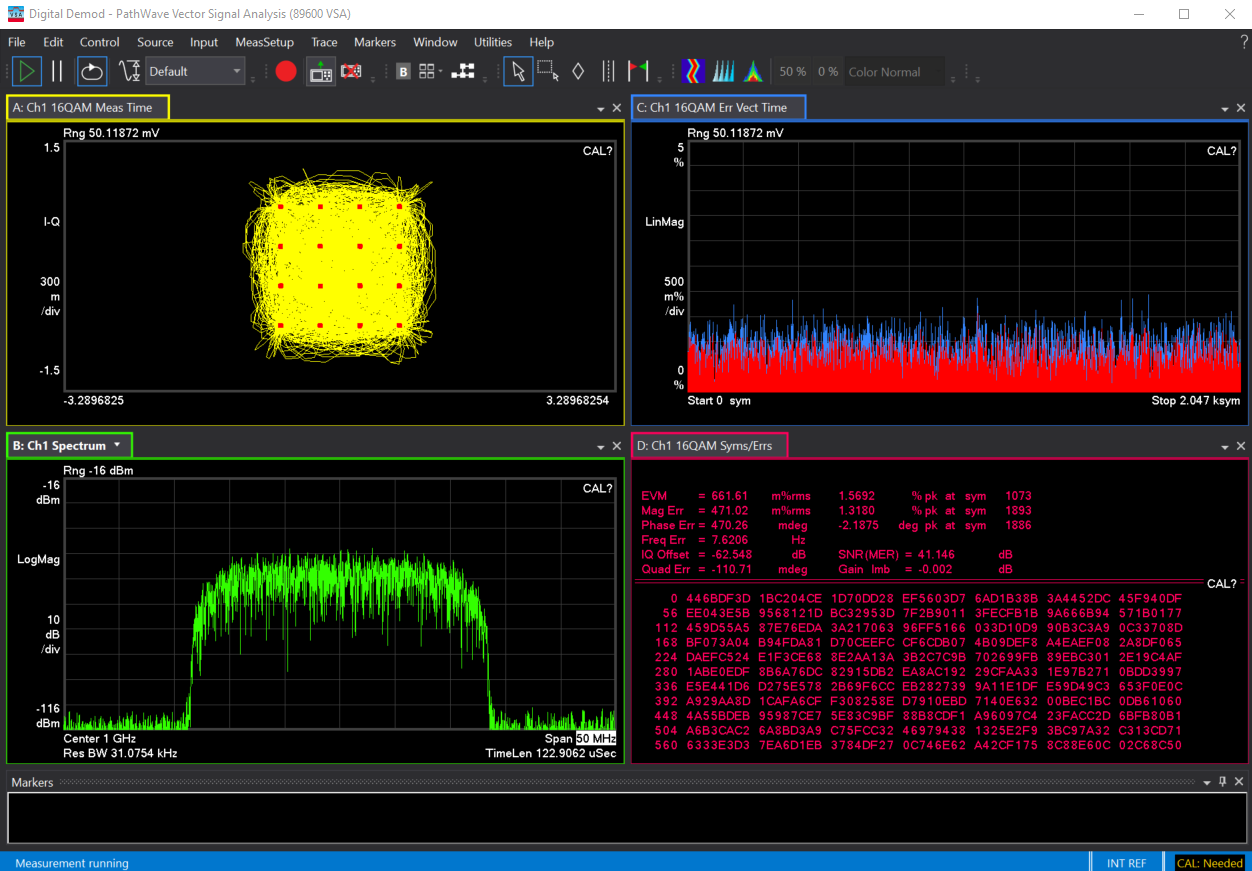 Digital Demod - PathWave Vector Signal Analysis (89600 VSA)
File Edit Control Source Input MeasSetup Trace Markers Window Utilities Help
?
Default B 50 % 0 % Color Normal
A: Ch1 16QAM Meas Time
Rng 50.11872 mV
1.5
CAL?
I-Q
300
m
/div
-1.5
-3.2896825 3.28968254
C: Ch1 16QAM Err Vect Time
Rng 50.11872 mV
5
%
CAL?
LinMag
500
m%
/div
0
%
Start 0 sym Stop 2.047 ksym
B: Ch1 Spectrum
Rng -16 dBm
-16
dBm
CAL?
LogMag
10
dB
/div
-116
dBm
Center 1 GHz Span 50 MHz
Res BW 31.0754 kHz TimeLen 122.9062 uSec
D: Ch1 16QAM Syms/Errs
EVM = 661.61 m%rms 1.5692 % pk at sym 1073
Mag Err = 471.02 m%rms 1.3180 % pk at sym 1893
Phase Err = 470.26 mdeg -2.1875 deg pk at sym 1886
Freq Err = 7.6206 Hz
IQ Offset = -62.548 dB SNR(MER) = 41.146 dB
Quad Err = -110.71 mdeg Gain Imb = -0.002 dB
CAL?
0 446BDF3D 1BC204CE 1D70DD28 EF5603D7 6AD1B38B 3A4452DC 45F940DF
56 EE043E5B 9568121D BC32953D 7F2B9011 3FECFB1B 9A666B94 571B0177
112 459D55A5 87E76EDA 3A217063 96FF5166 033D10D9 90B3C3A9 0C33708D
168 BF073A04 B94FDA81 D70CEEFC CF6CDB07 4B09DEF8 A4EAEF08 2A8DF065
224 DAEFC524 E1F3CE68 8E2AA13A 3B2C7C9B 702699FB 89EBC301 2E19C4AF
280 1ABE0EDF 8B6A76DC 82915DB2 EA8AC192 29CFAA33 1E97B271 0BDD3997
336 E5E441D6 D275E578 2B69F6CC EB282739 9A11E1DF E59D49C3 653F0E0C
392 A929AA8D 1CAFA6CF F308258E D7910EBD 7140E632 00BEC1BC 0DB61060
448 4A55BDEB 95987CE7 5E83C9BF 88B8CDF1 A96097C4 23FACC2D 6BFB80B1
504 A6B3CAC2 6A8BD3A9 C75FCC32 46979438 1325E2F9 3BC97A32 C313CD71
560 6333E3D3 7EA6D1EB 3784DF27 0C746E62 A42CF175 8C88E60C 02C68C50
Markers
Measurement running INT REF CAL: Needed